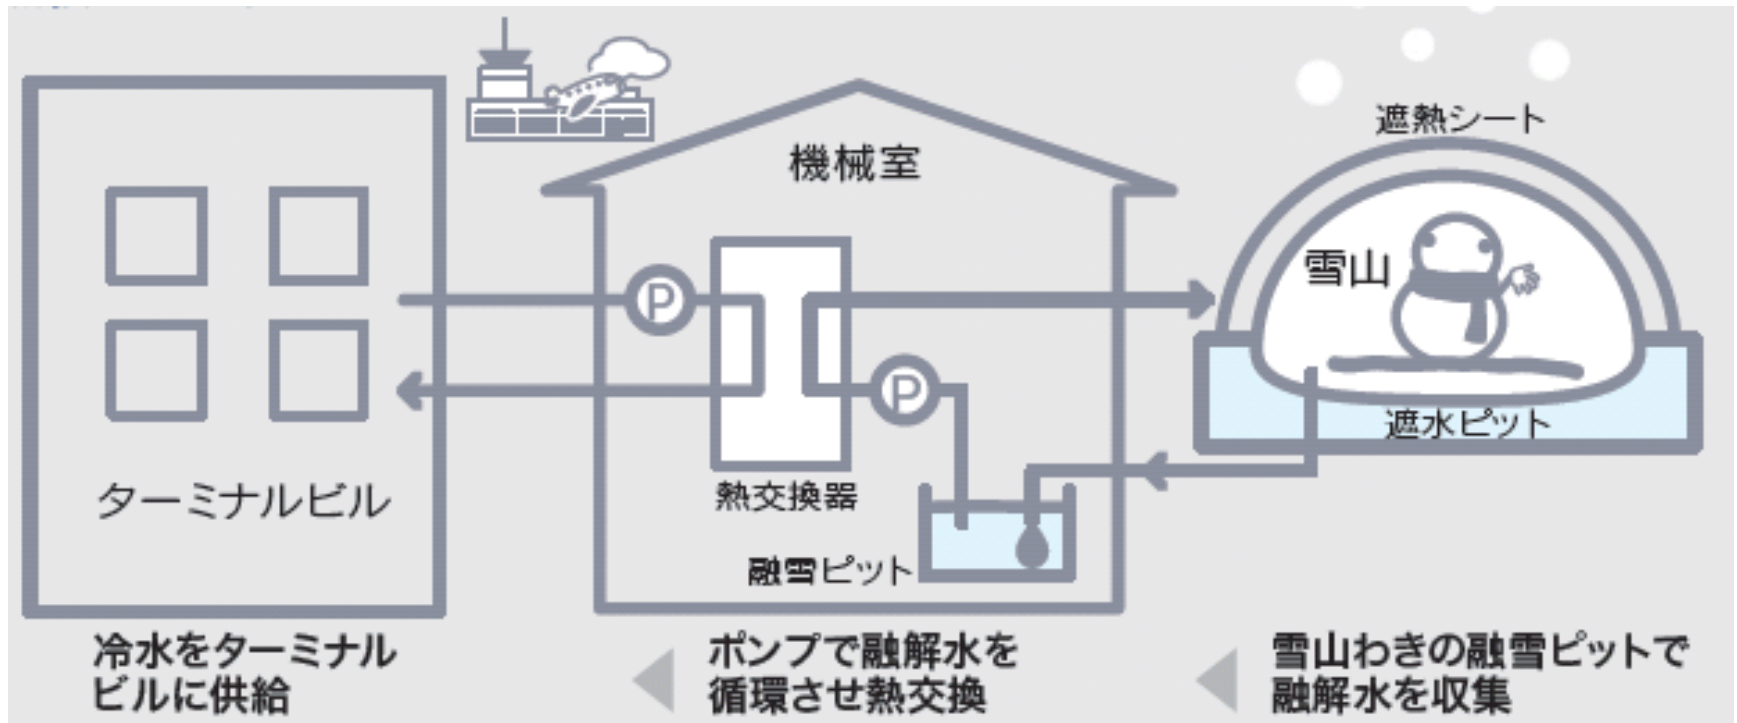 遮熱シート
機械室
雪山
P
P
遮水ピット
ターミナルビル
熱交換器
融雪ピット
冷水をターミナル
ビルに供給
ポンプで融解水を
循環させ熱交換
雪山わきの融雪ピットで
融解水を収集